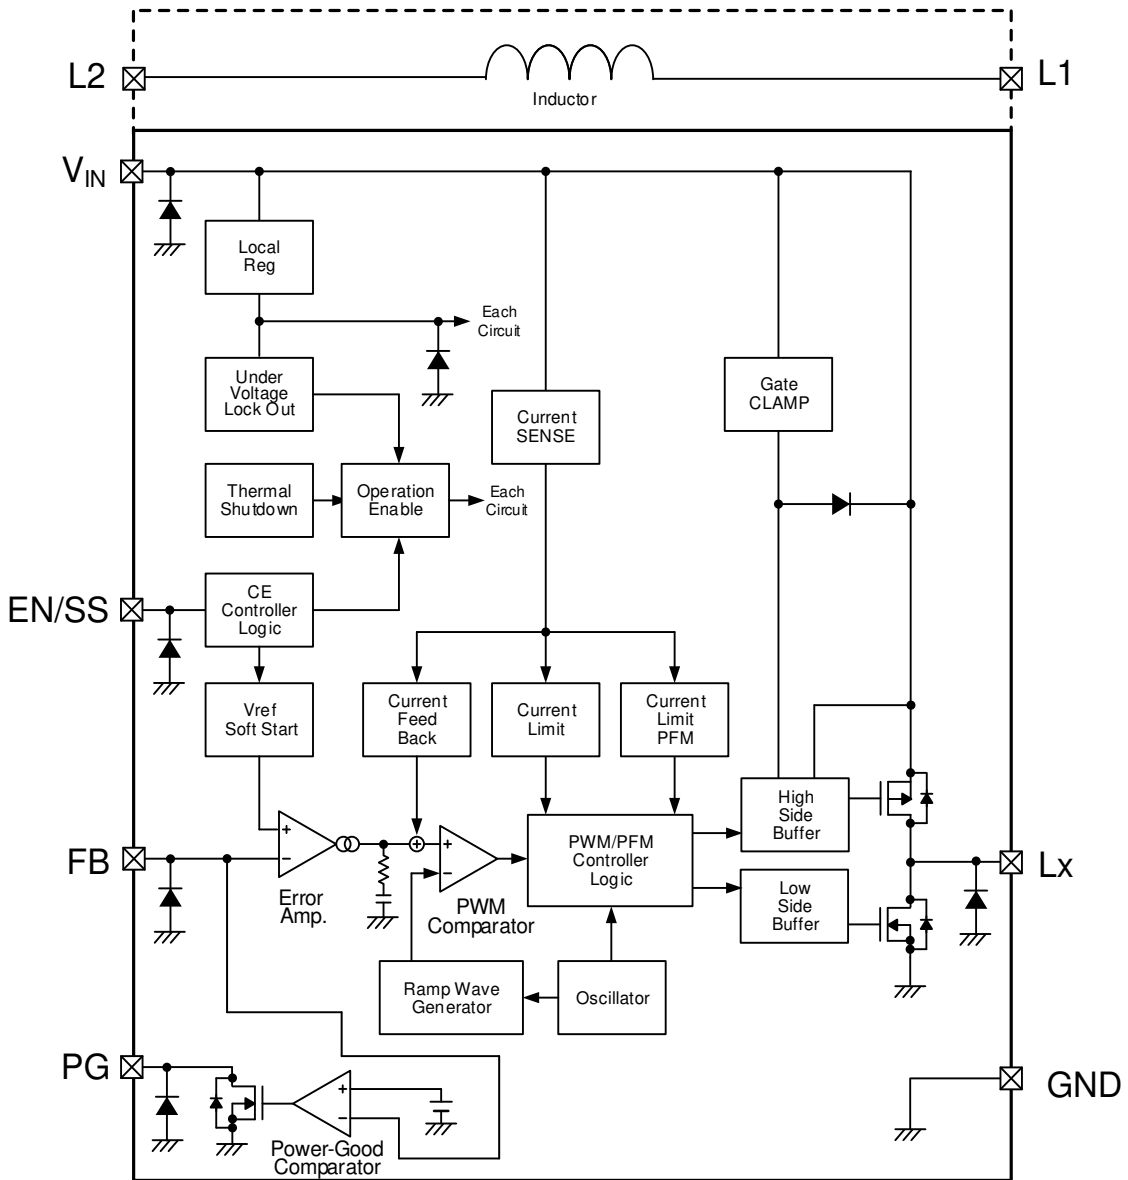 L2
L1
Inductor
VIN
Local
Reg
Each
Circuit
Under
Voltage
Lock Out
Gate
CLAMP
Current
SENSE
Thermal
Shutdown
Operation
Enable
Each
Circuit
EN/SS
CE
Controller
Logic
Vref
Soft Start
Current
Feed
Back
Current
Limit
Current
Limit
PFM
High
Side
Buffer
FB
+
−
Error
Amp.
+
+
−
PWM
Comparator
PWM/PFM
Controller
Logic
Lx
Low
Side
Buffer
Ramp Wave
Generator
Oscillator
PG
+
−
Power-Good
Comparator
GND